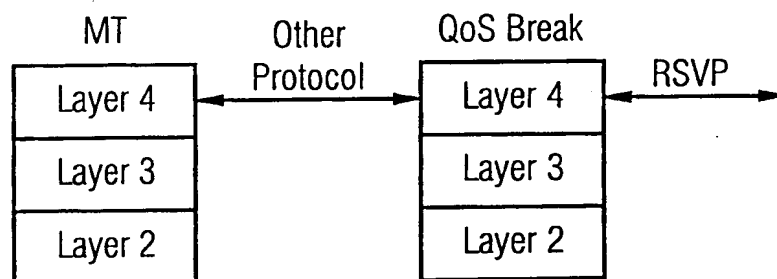 MT
Other
Protocol
QoS Break
RSVP
Layer 4
Layer 3
Layer 2
Layer 4
Layer 3
Layer 2